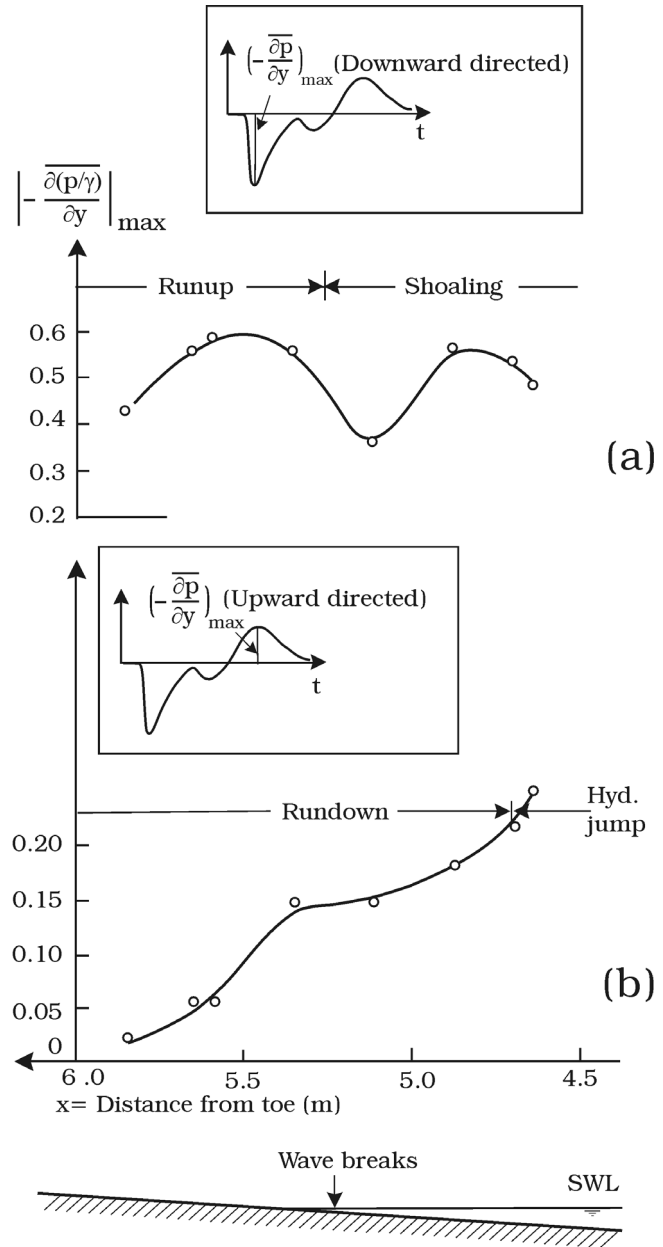 (-∂p/∂y)max (Downward directed)
t
|-∂(p/γ)/∂y|max
Runup
Shoaling
0.6
0.5
0.4
0.3
0.2
(a)
(-∂p/∂y)max (Upward directed)
t
Rundown
Hyd.
jump
0.20
0.15
0.10
0.05
0
(b)
6.0 5.5 5.0 4.5
x= Distance from toe (m)
Wave breaks
SWL